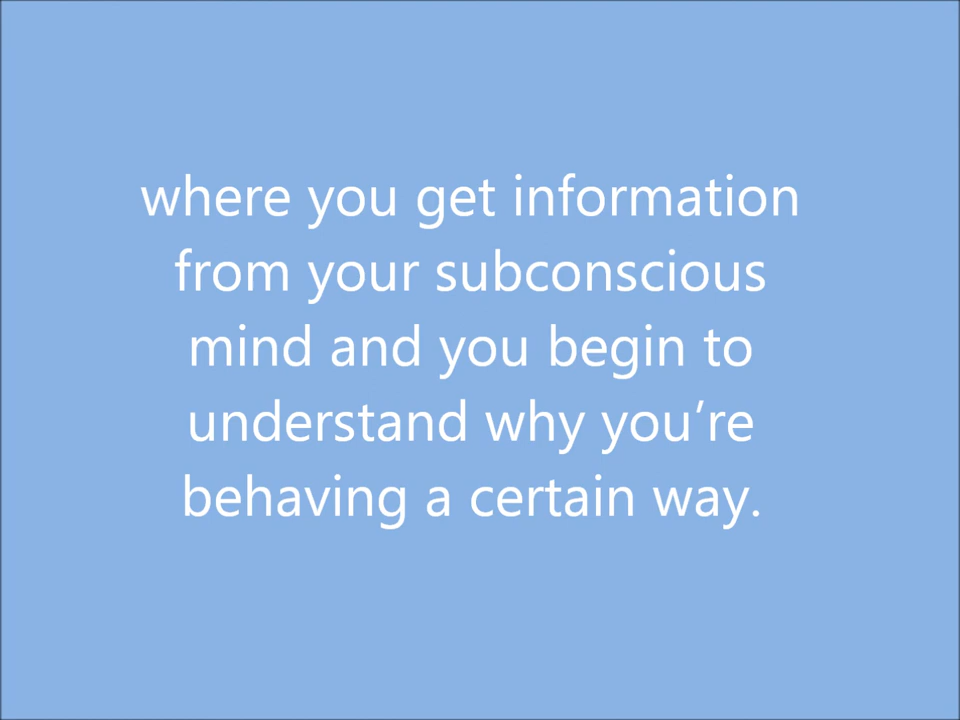 where you get information
from your subconscious
mind and you begin to
understand why you’re
behaving a certain way.